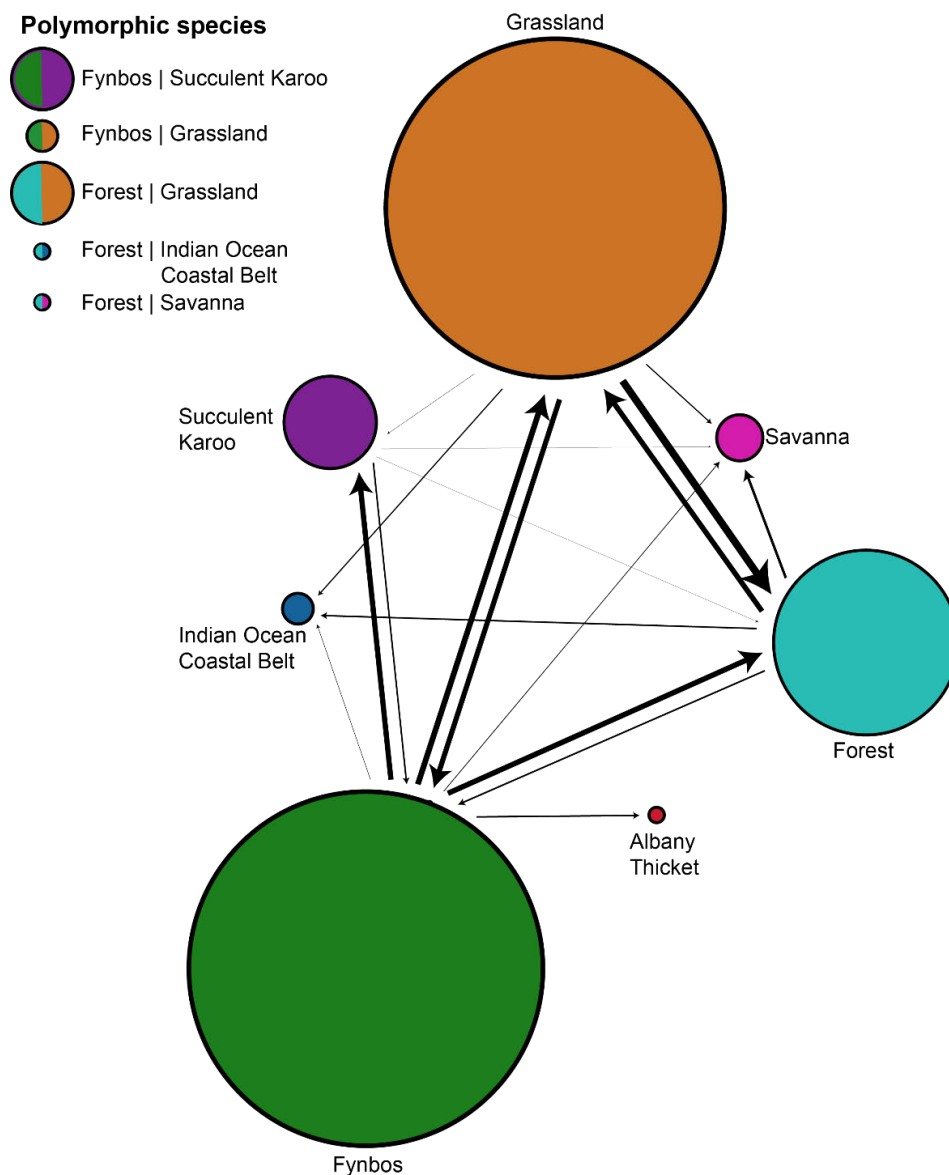 Polymorphic species
Fynbos | Succulent Karoo
Fynbos | Grassland
Forest | Grassland
Forest | Indian Ocean
Coastal Belt
Forest | Savanna
Grassland
Succulent
Karoo
Savanna
Indian Ocean
Coastal Belt
Forest
Albany
Thicket
Fynbos